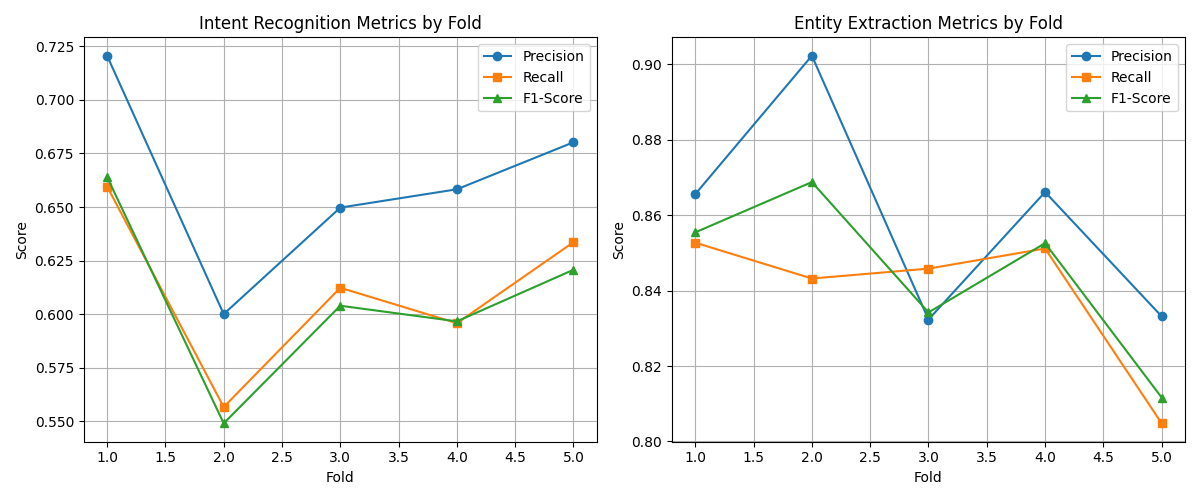 Intent Recognition Metrics by Fold
Precision
Recall
F1-Score
0.725
0.700
0.675
0.650
0.625
0.600
0.575
0.550
Score
1.0 1.5 2.0 2.5 3.0 3.5 4.0 4.5 5.0
Fold
Entity Extraction Metrics by Fold
Precision
Recall
F1-Score
0.90
0.88
0.86
0.84
0.82
0.80
Score
1.0 1.5 2.0 2.5 3.0 3.5 4.0 4.5 5.0
Fold